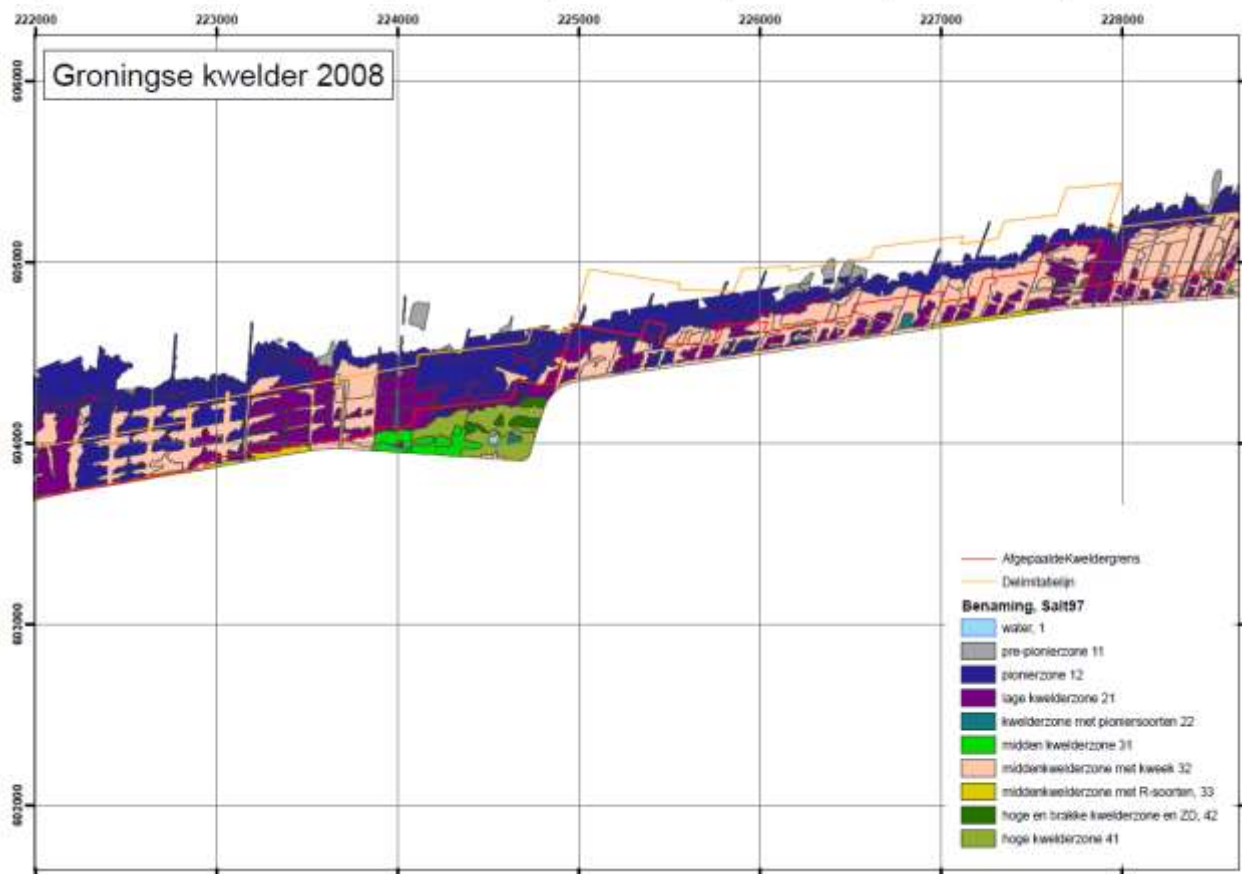 222000 223000 224000 225000 226000 227000 228000
Groningse kwelder 2008
606000
605000
604000
603000
602000
AfgepaaldeKweldergrens
Delimitatielijn
Benaming, Salt97
water, 1
pre-pionierzone 11
pionierzone 12
lage kwelderzone 21
kwelderzone met pioniersoorten 22
midden kwelderzone 31
middenkwelderzone met kweek 32
middenkwelderzone met R-soorten, 33
hoge en brakke kwelderzone en ZD, 42
hoge kwelderzone 41